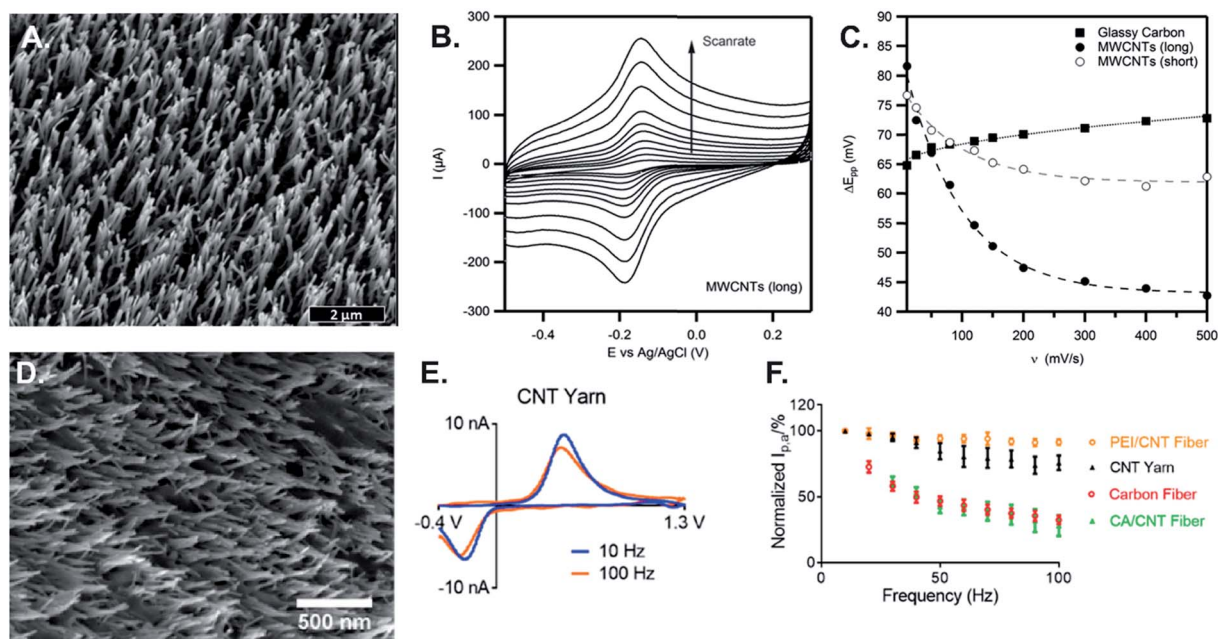 A.
2 µm
B.
300
200
100
0
-100
-200
-300
I (µA)
Scanrate
MWCNTs (long)
-0.4
-0.2
0.0
0.2
E vs Ag/AgCl (V)
C.
Glassy Carbon
MWCNTs (long)
MWCNTs (short)
90
85
80
75
70
65
60
55
50
45
40
ΔEpp (mV)
100
200
300
400
500
ν (mV/s)
D.
500 nm
E.
CNT Yarn
10 nA
-0.4 V
1.3 V
10 Hz
100 Hz
-10 nA
F.
120
100
50
0
Normalized Ip,a/%
0
50
100
Frequency (Hz)
PEI/CNT Fiber
CNT Yarn
Carbon Fiber
CA/CNT Fiber